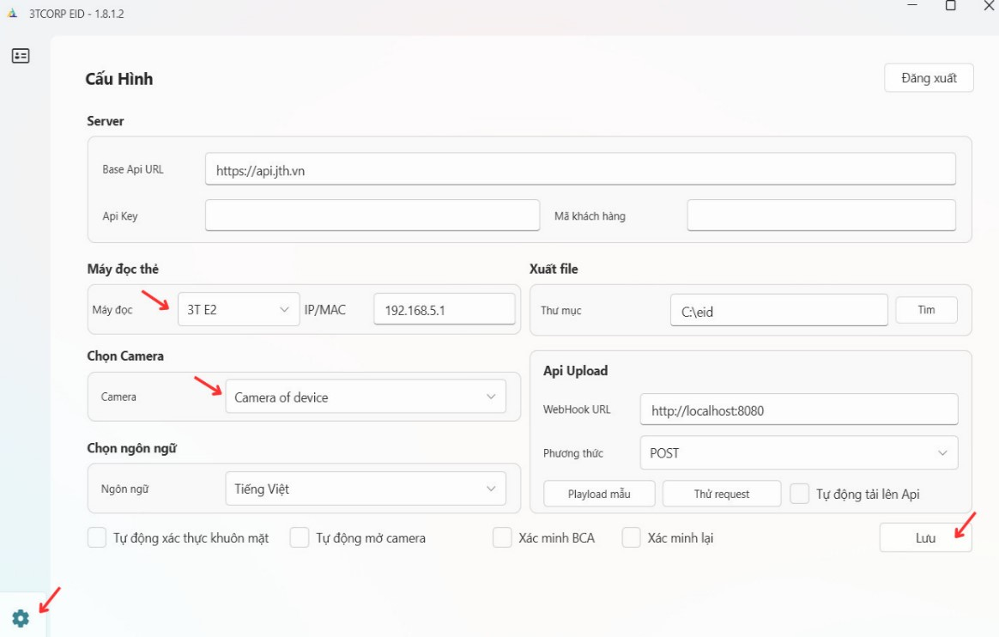 3TCORP EID - 1.8.1.2
Cấu Hình
Đăng xuất
Server
Base Api URL
https://api.jth.vn
Api Key
Mã khách hàng
Máy đọc thẻ
Xuất file
Máy đọc
3T E2
IP/MAC
192.168.5.1
Thư mục
C:\eid
Tìm
Chọn Camera
Camera
Camera of device
Api Upload
WebHook URL
http://localhost:8080
Phương thức
POST
Chọn ngôn ngữ
Ngôn ngữ
Tiếng Việt
Playload mẫu
Thử request
Tự động tải lên Api
Tự động xác thực khuôn mặt
Tự động mở camera
Xác minh BCA
Xác minh lại
Lưu